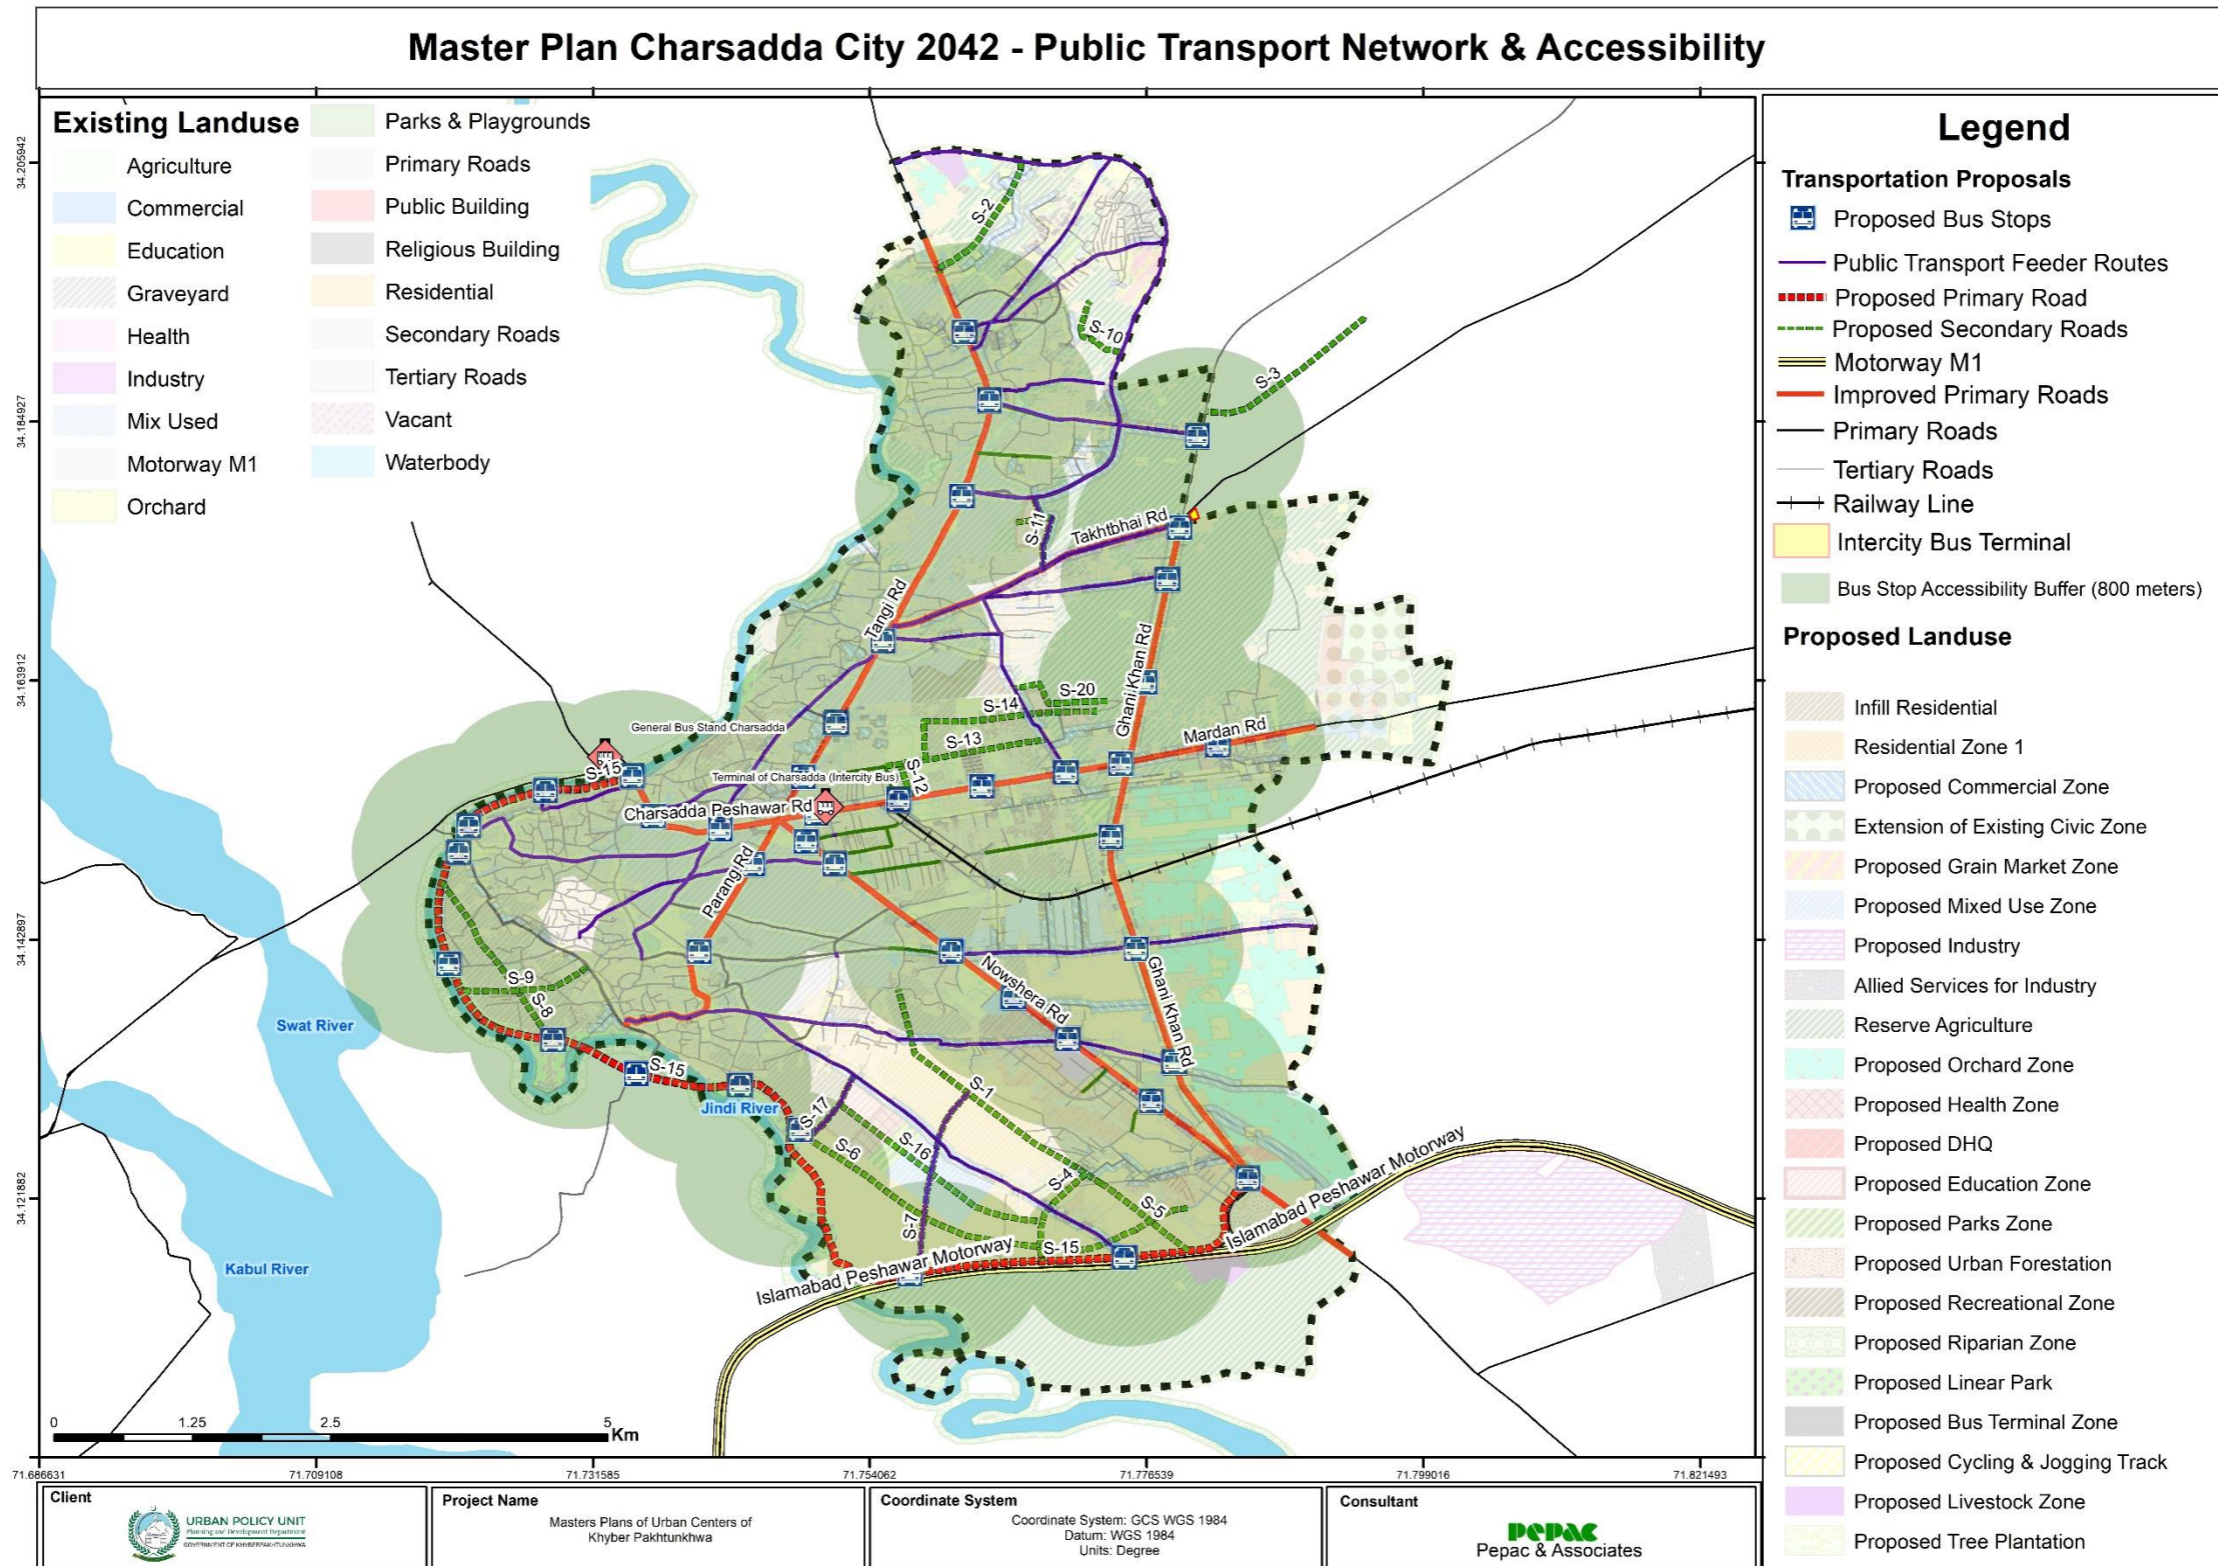 Master Plan Charsadda City 2042 - Public Transport Network & Accessibility
Existing Landuse
Agriculture
Commercial
Education
Graveyard
Health
Industry
Mix Used
Motorway M1
Orchard
Parks & Playgrounds
Primary Roads
Public Building
Religious Building
Residential
Secondary Roads
Tertiary Roads
Vacant
Waterbody
34.205942
34.184927
34.163912
34.142897
34.121882
S-2
S-10
S-3
S-11
Takhtbhai Rd
Tangi Rd
Ghani Khan Rd
S-20
S-14
S-13
Mardan Rd
General Bus Stand Charsadda
S-15
Terminal of Charsadda (Intercity Bus)
S-12
Charsadda Peshawar Rd
Parang Rd
S-9
S-8
Nowshera Rd
Ghani Khan Rd
Swat River
S-15
Jindi River
S-17
S-1
S-16
S-6
S-4
S-5
S-7
S-15
Islamabad Peshawar Motorway
Islamabad Peshawar Motorway
Kabul River
0 1.25 2.5 5
Km
71.686631 71.709108 71.731585 71.754062 71.776539 71.799016 71.821493
Legend
Transportation Proposals
Proposed Bus Stops
Public Transport Feeder Routes
Proposed Primary Road
Proposed Secondary Roads
Motorway M1
Improved Primary Roads
Primary Roads
Tertiary Roads
Railway Line
Intercity Bus Terminal
Bus Stop Accessibility Buffer (800 meters)
Proposed Landuse
Infill Residential
Residential Zone 1
Proposed Commercial Zone
Extension of Existing Civic Zone
Proposed Grain Market Zone
Proposed Mixed Use Zone
Proposed Industry
Allied Services for Industry
Reserve Agriculture
Proposed Orchard Zone
Proposed Health Zone
Proposed DHQ
Proposed Education Zone
Proposed Parks Zone
Proposed Urban Forestation
Proposed Recreational Zone
Proposed Riparian Zone
Proposed Linear Park
Proposed Bus Terminal Zone
Proposed Cycling & Jogging Track
Proposed Livestock Zone
Proposed Tree Plantation
Client
URBAN POLICY UNIT
Planning and Development Department
GOVERNMENT OF KHYBERPAKHTUNKHWA
Project Name
Masters Plans of Urban Centers of
Khyber Pakhtunkhwa
Coordinate System
Coordinate System: GCS WGS 1984
Datum: WGS 1984
Units: Degree
Consultant
pepac
Pepac & Associates